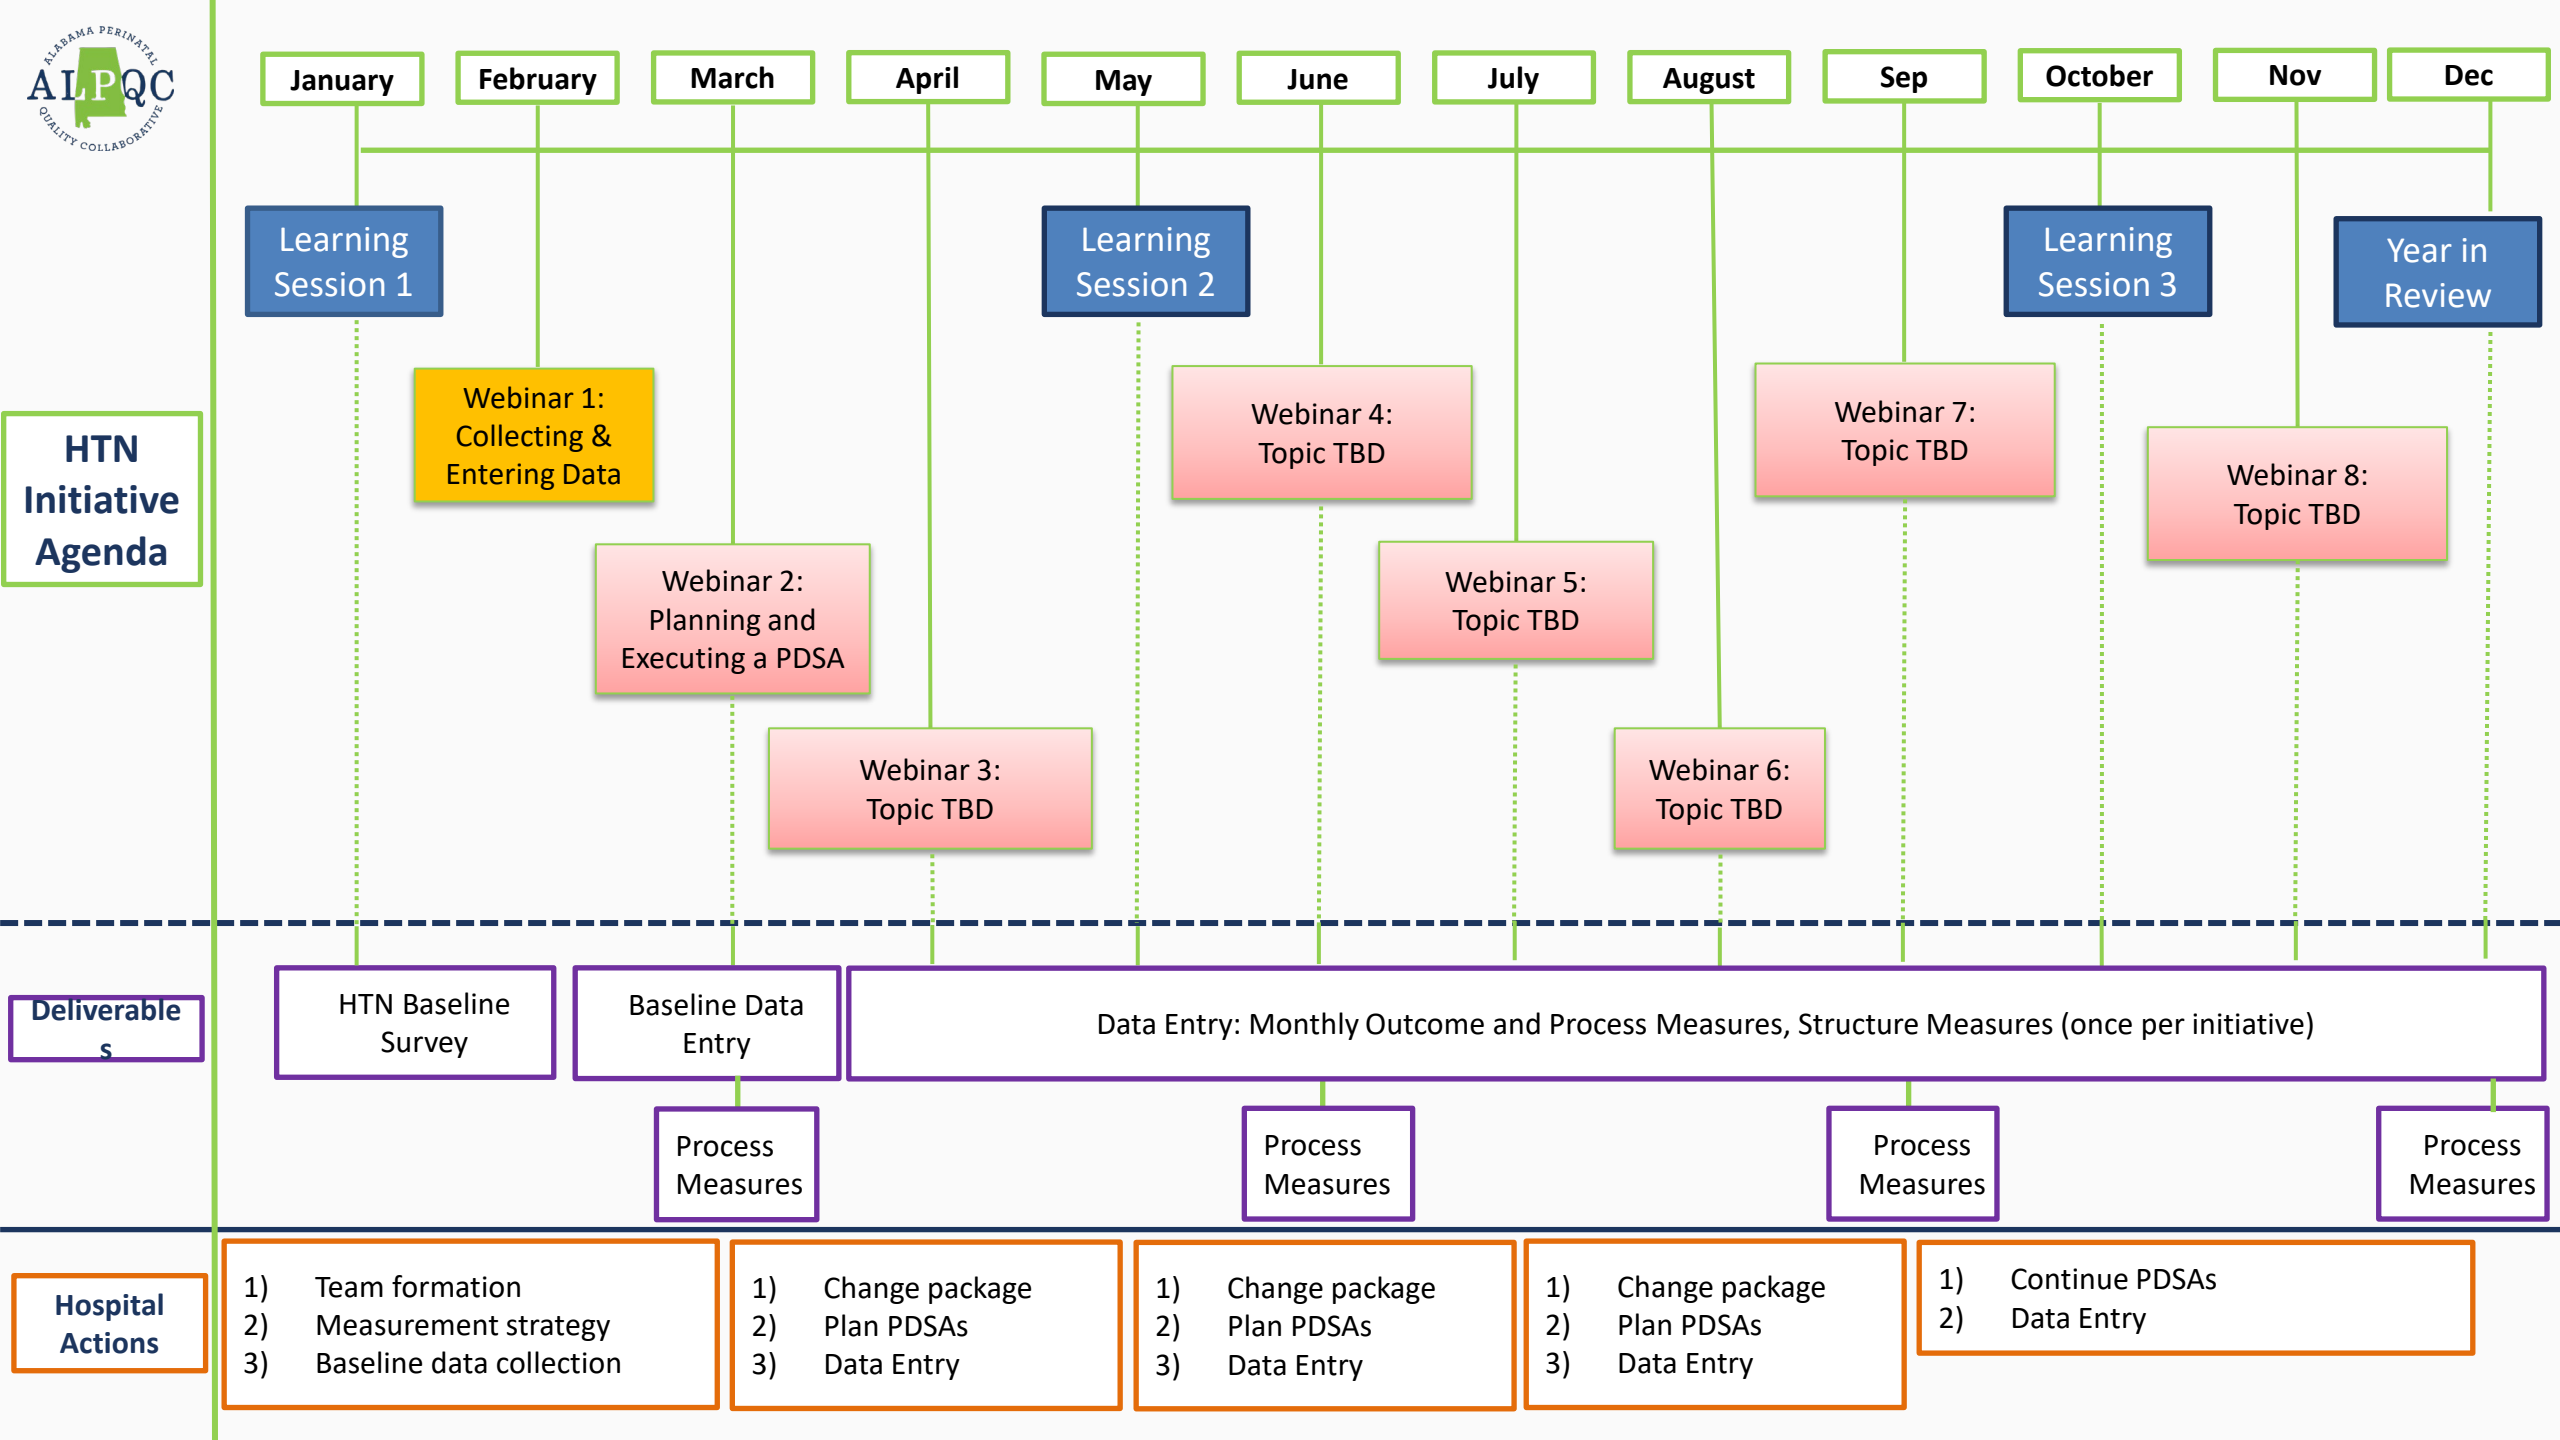 ALABAMA PERINATAL
ALPQC
QUALITY COLLABORATIVE
January
February
March
April
May
June
July
August
Sep
October
Nov
Dec
HTN
Initiative
Agenda
Learning
Session 1
Learning
Session 2
Learning
Session 3
Year in
Review
Webinar 1:
Collecting &
Entering Data
Webinar 2:
Planning and
Executing a PDSA
Webinar 3:
Topic TBD
Webinar 4:
Topic TBD
Webinar 5:
Topic TBD
Webinar 6:
Topic TBD
Webinar 7:
Topic TBD
Webinar 8:
Topic TBD
Deliverable
s
HTN Baseline
Survey
Baseline Data
Entry
Data Entry: Monthly Outcome and Process Measures, Structure Measures (once per initiative)
Process
Measures
Process
Measures
Process
Measures
Process
Measures
Hospital
Actions
1) Team formation
2) Measurement strategy
3) Baseline data collection
1) Change package
2) Plan PDSAs
3) Data Entry
1) Change package
2) Plan PDSAs
3) Data Entry
1) Change package
2) Plan PDSAs
3) Data Entry
1) Continue PDSAs
2) Data Entry